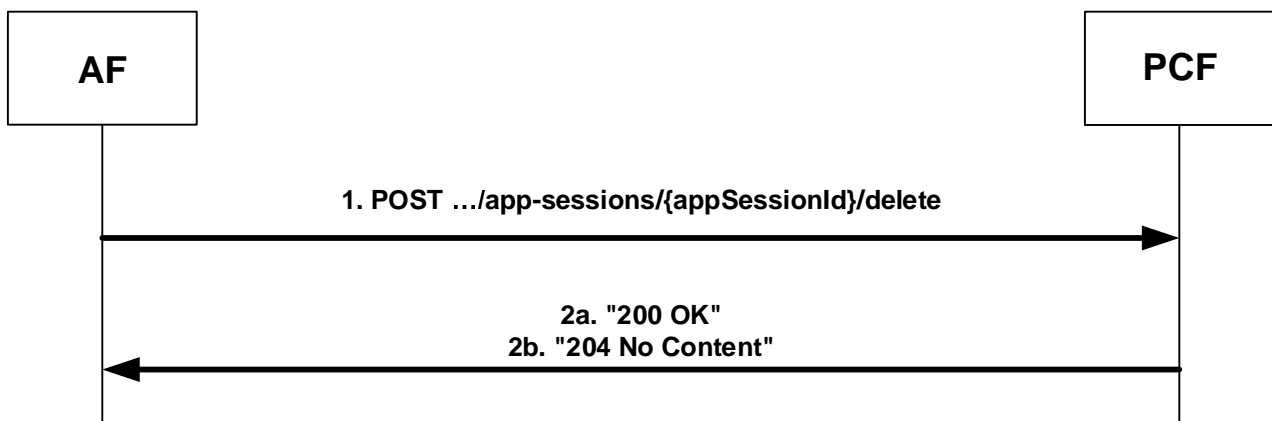 AF
PCF
1. POST …/app-sessions/{appSessionId}/delete
2a. "200 OK"
2b. "204 No Content"